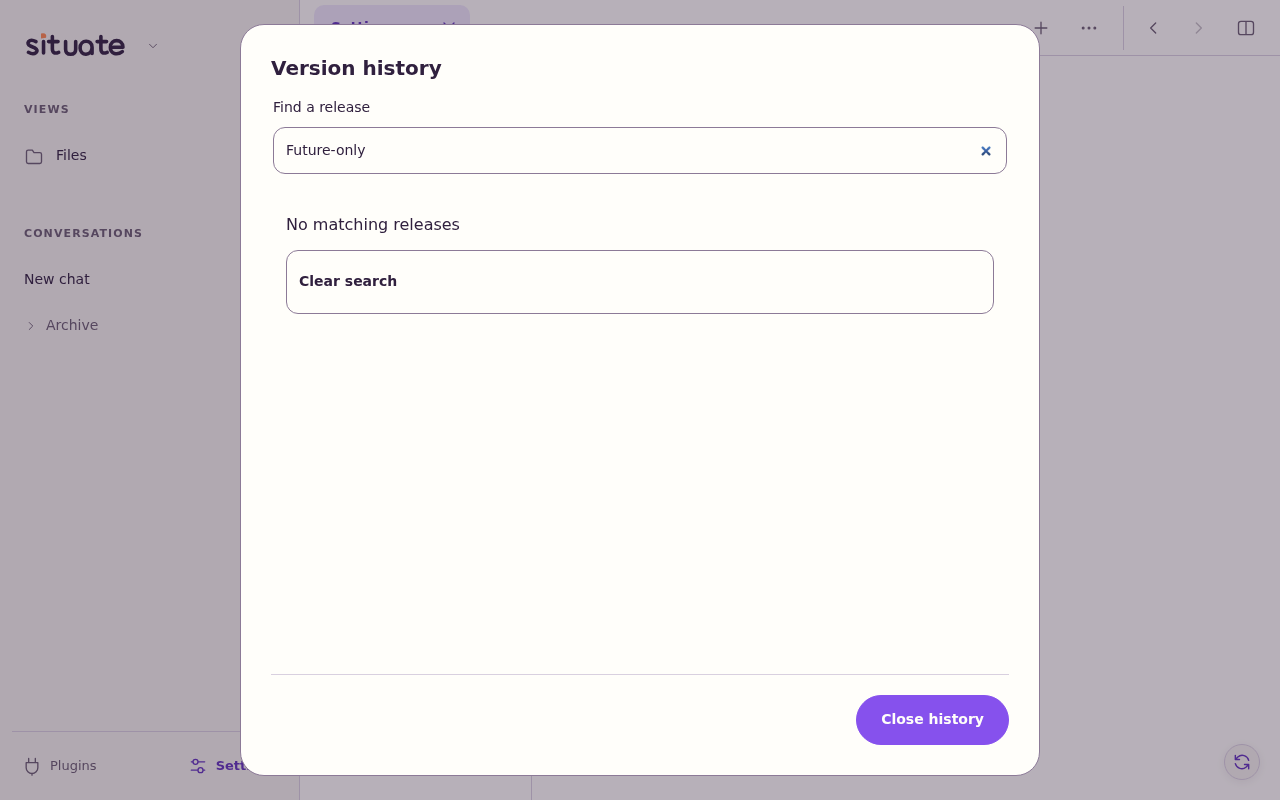 situate
VIEWS
Files
CONVERSATIONS
New chat
Archive
Plugins
Version history
Find a release
Future-only
No matching releases
Clear search
Close history